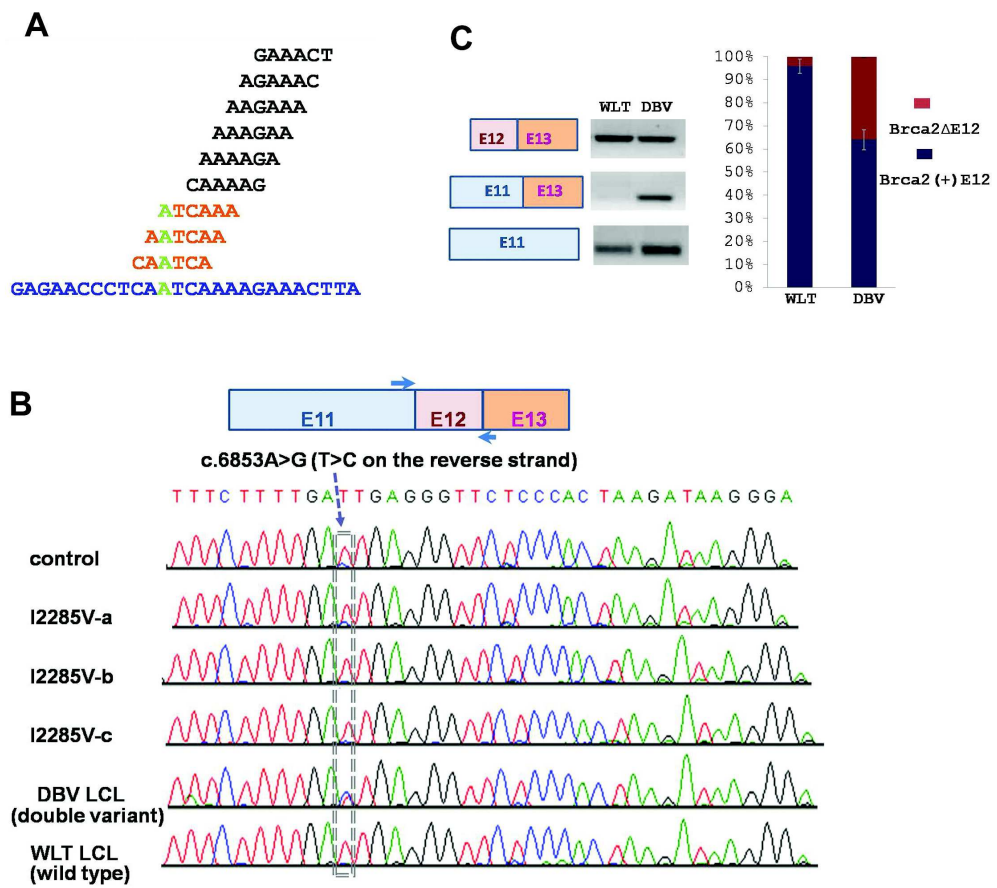 A
GAAACT
AGAAAC
AAGAAA
AAAGAA
AAAAGA
CAAAAG
ATCAAA
AATCAA
CAATCA
GAGAACCCTCAATCAAAAGAAACTTA
C
WLT DBV
E12 E13
E11 E13
E11
100%
90%
80%
70%
60%
50%
40%
30%
20%
10%
0%
WLT DBV
Brca2ΔE12
Brca2(+)E12
B
E11 E12 E13
c.6853A>G (T>C on the reverse strand)
TTTCTTTTGATTGAGGGTTCTCCCACTAAGATAAGGGA
control
I2285V-a
I2285V-b
I2285V-c
DBV LCL
(double variant)
WLT LCL
(wild type)